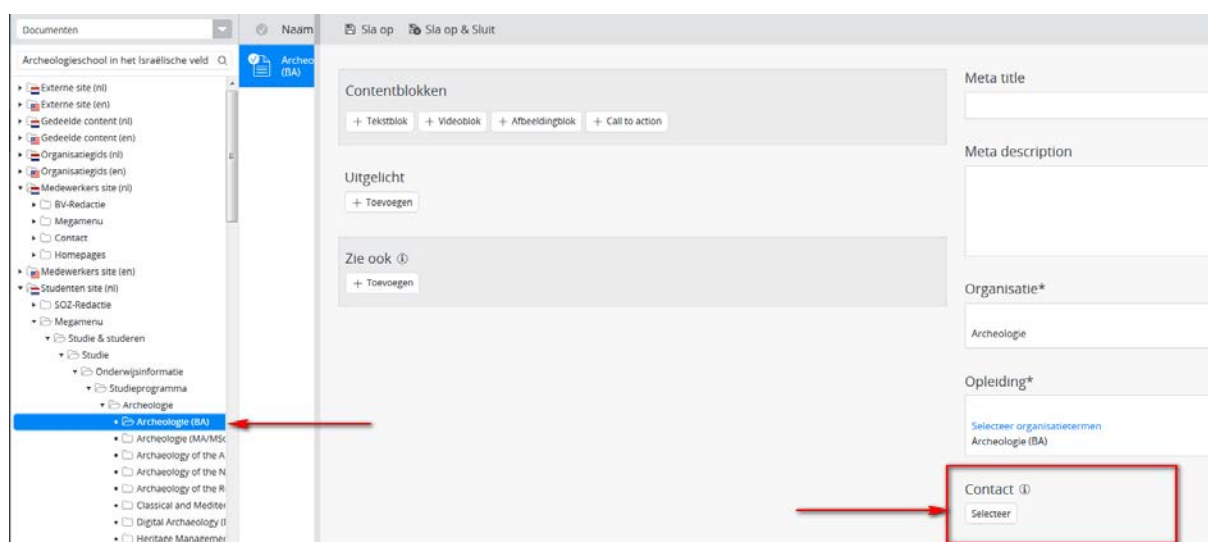 Documenten
Archeologieschool in het Israëlische veld
Externe site (nl)
Externe site (en)
Gedeelde content (nl)
Gedeelde content (en)
Organisatiegids (nl)
Organisatiegids (en)
Medewerkers site (nl)
BV-Redactie
Megamenu
Contact
Homepages
Medewerkers site (en)
Studenten site (nl)
SOZ-Redactie
Megamenu
Studie & studeren
Studie
Onderwijsinformatie
Studieprogramma
Archeologie
Archeologie (BA)
Archeologie (MA/MSc
Archaeology of the A
Archaeology of the N
Archaeology of the R
Classical and Mediter
Digital Archaeology (
Heritage Managemen
Naam
Archeo
(BA)
Sla op
Sla op & Sluit
Contentblokken
+ Tekstblok + Videoblok + Afbeeldingblok + Call to action
Uitgelicht
+ Toevoegen
Zie ook
+ Toevoegen
Meta title
Meta description
Organisatie*
Archeologie
Opleiding*
Selecteer organisatietermen
Archeologie (BA)
Contact
Selecteer